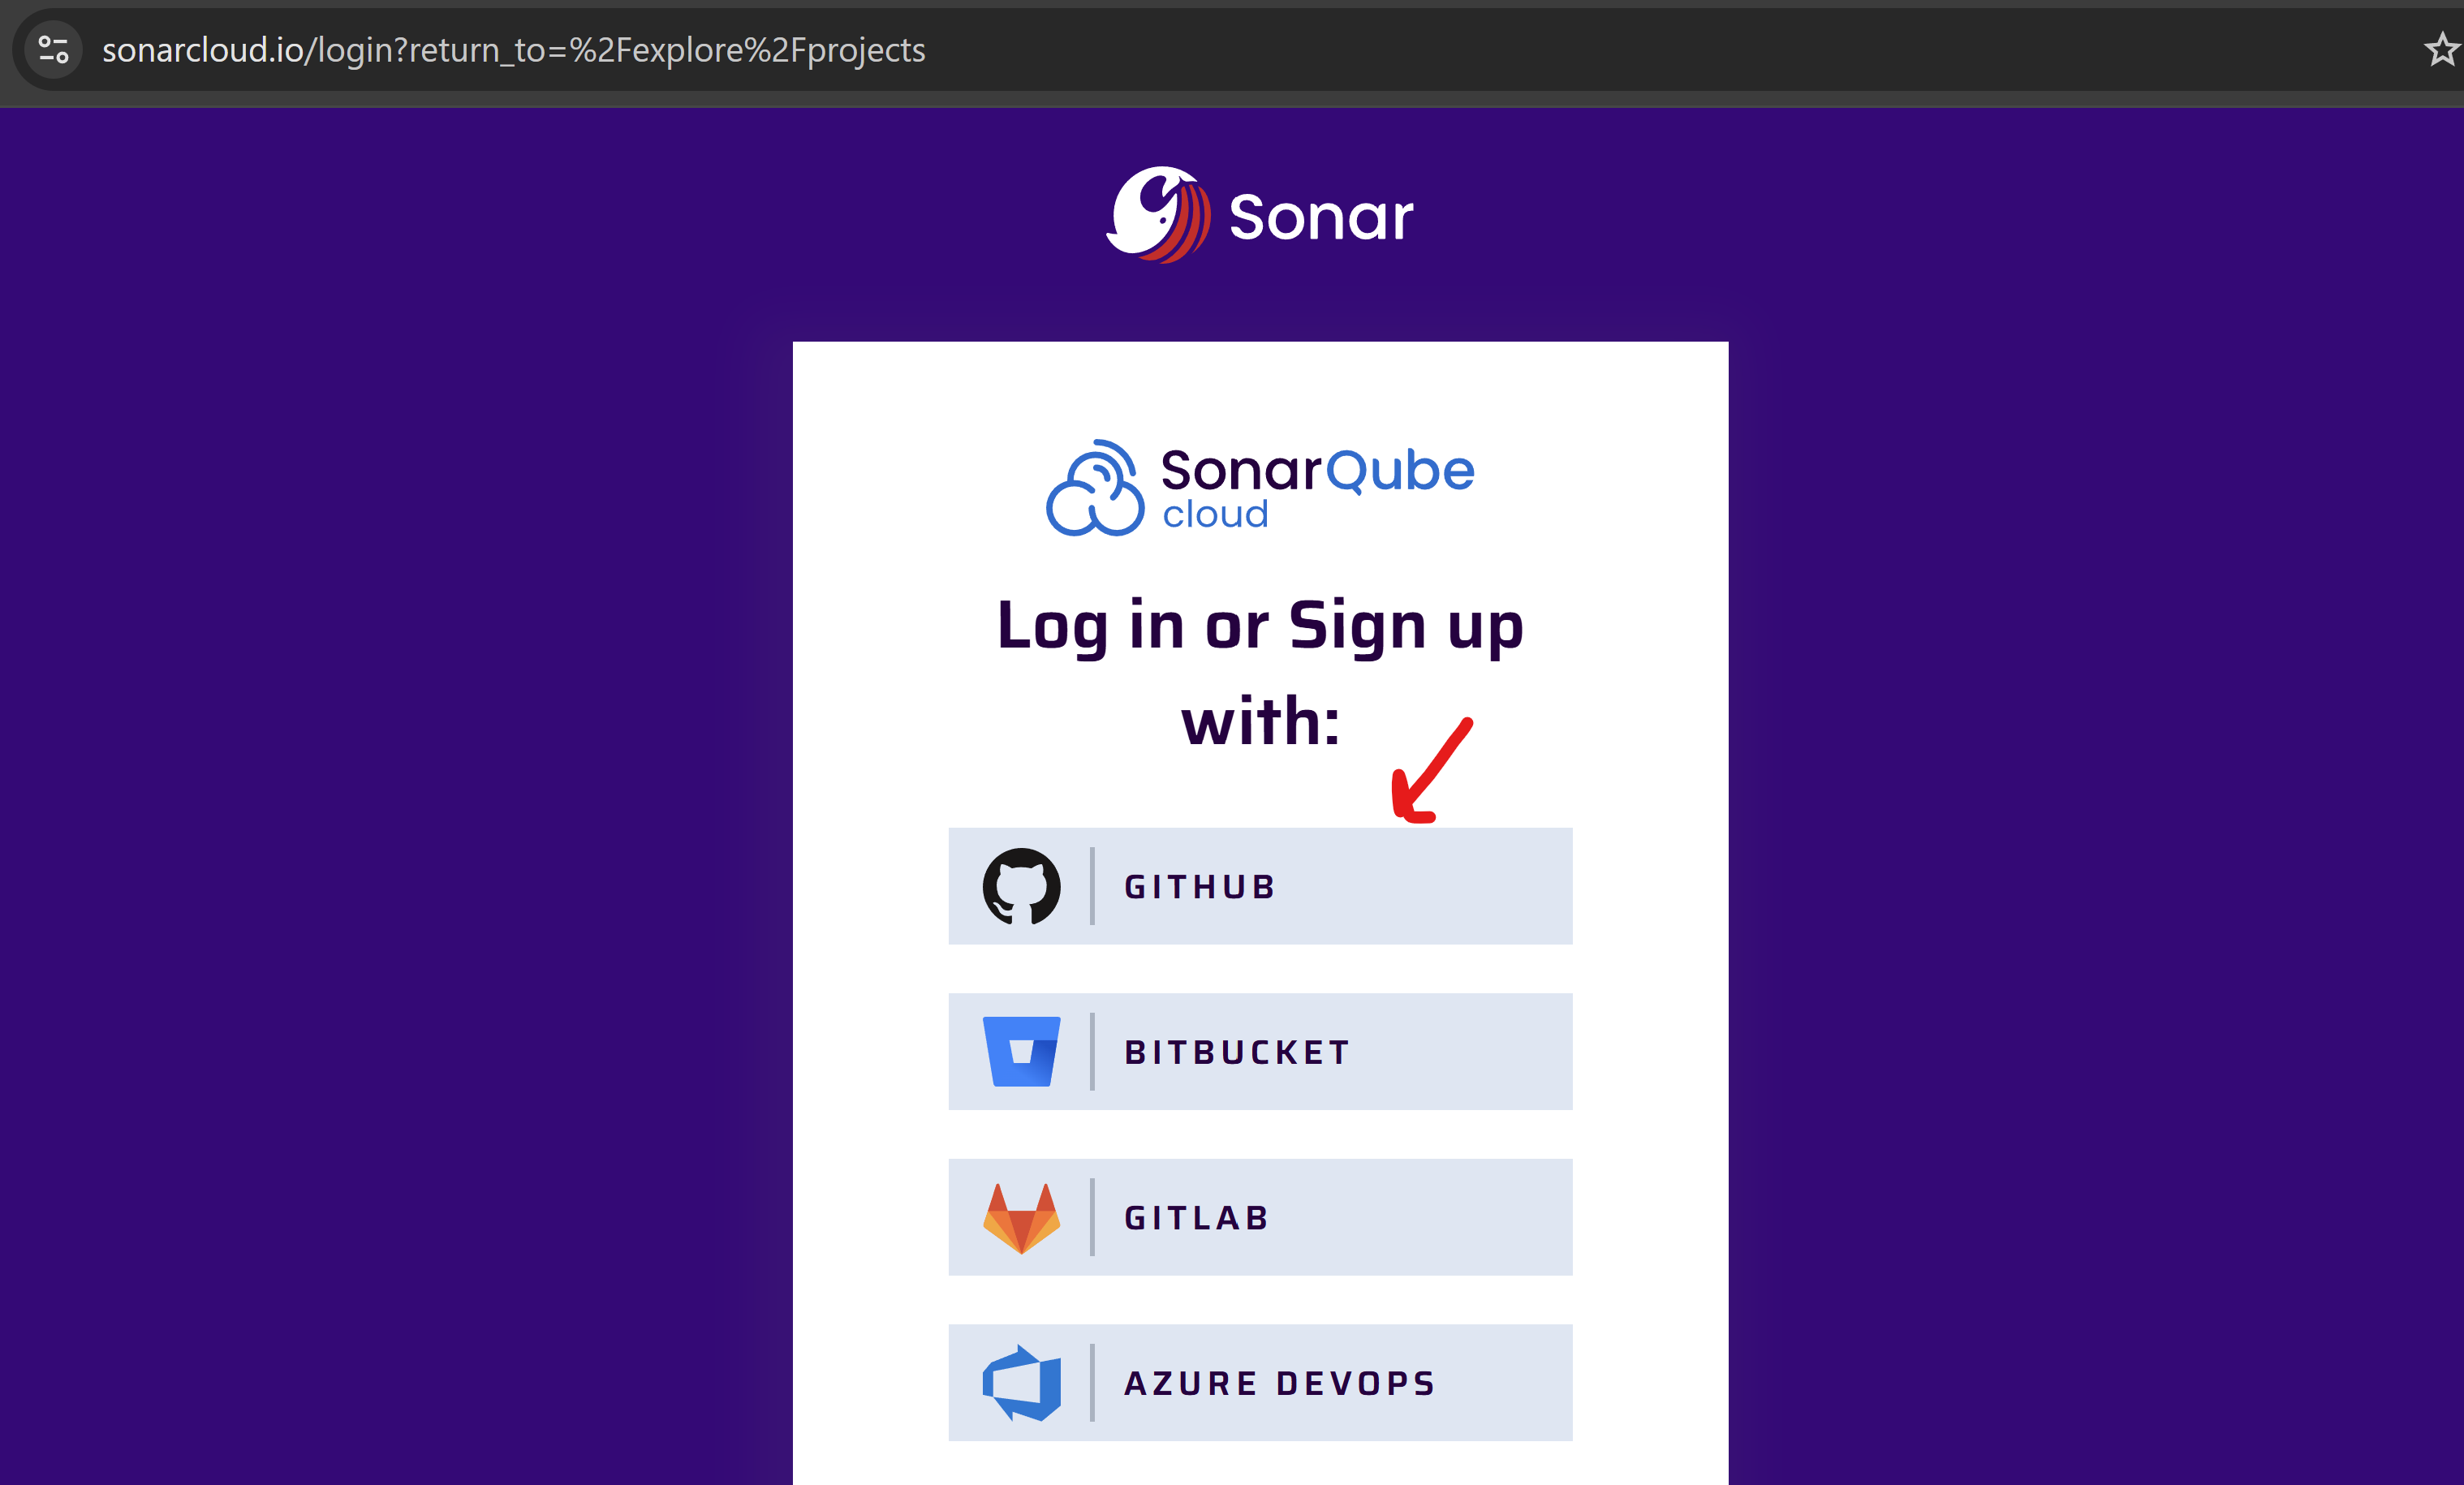 sonarcloud.io/login?return_to=%2Fexplore%2Fprojects
Sonar
SonarQube
cloud
Log in or Sign up
with:
GITHUB
BITBUCKET
GITLAB
AZURE DEVOPS